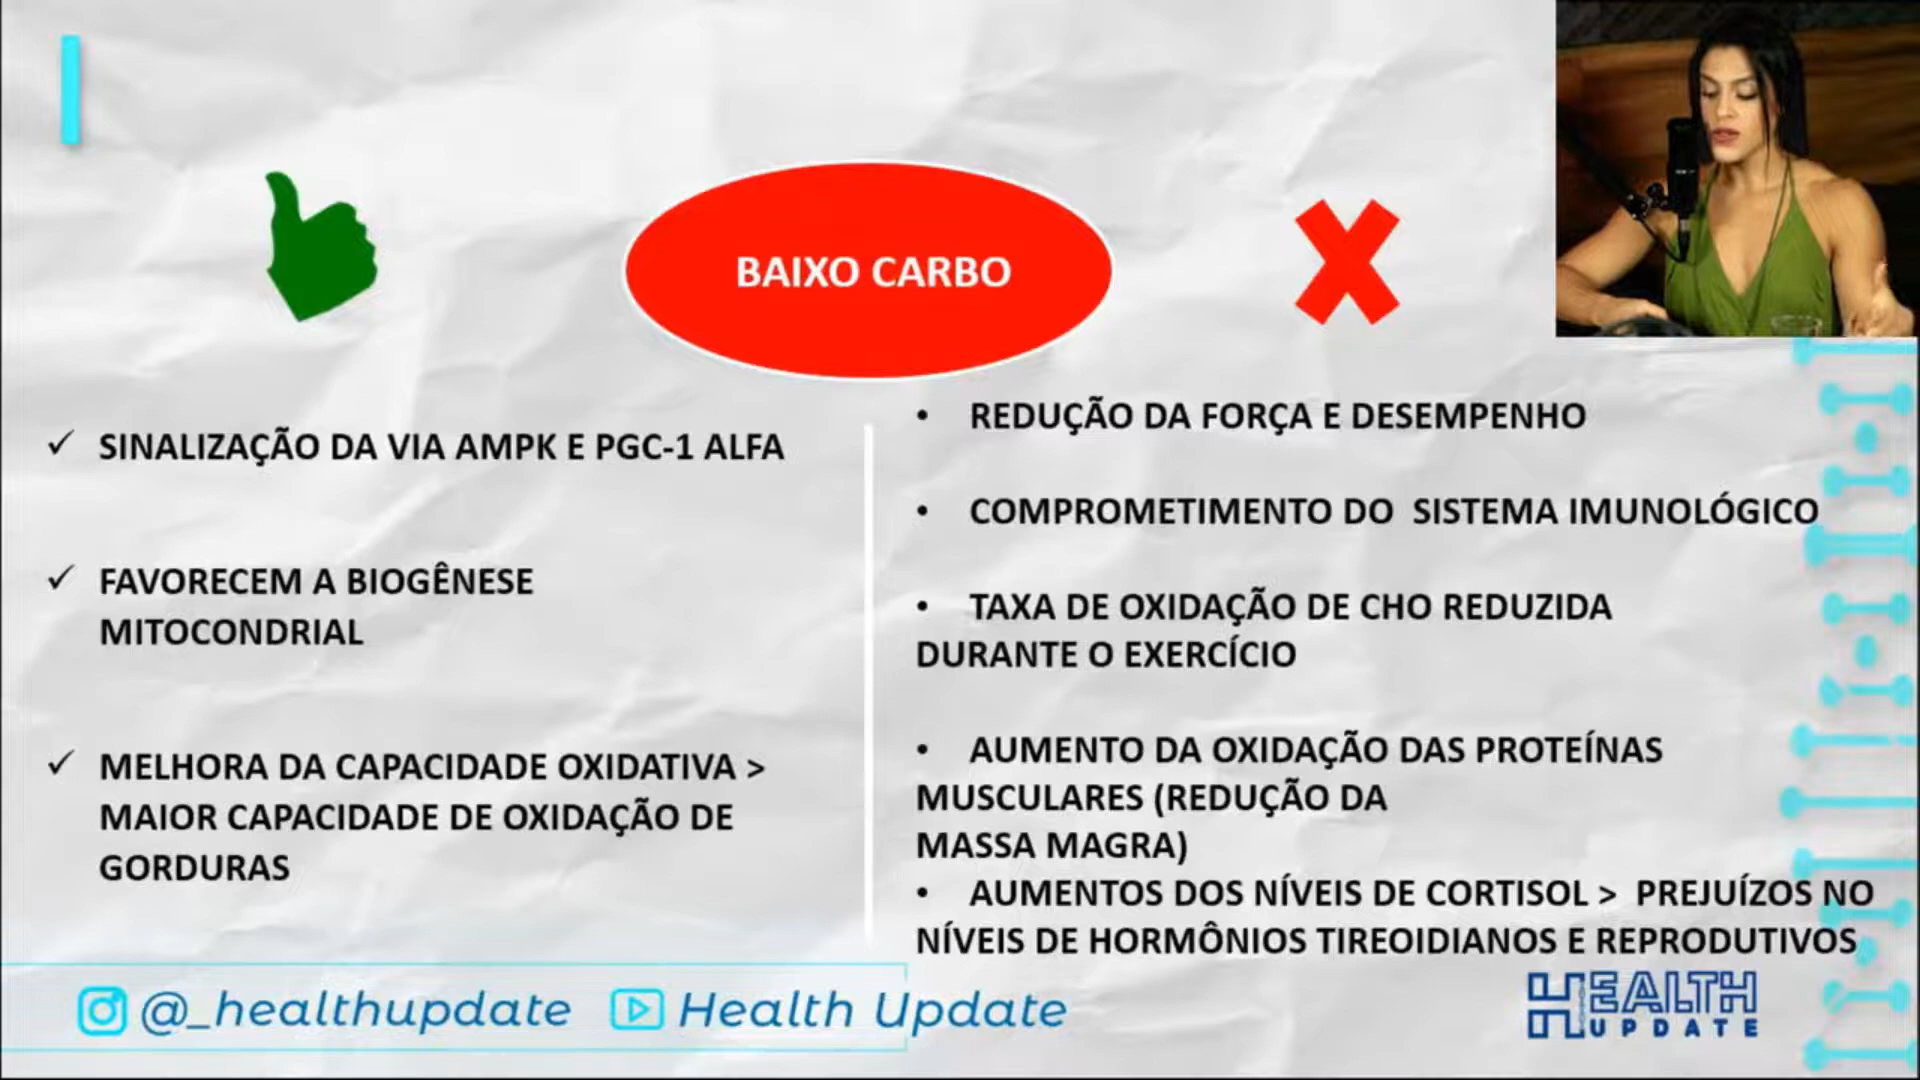 BAIXO CARBO
✓ SINALIZAÇÃO DA VIA AMPK E PGC-1 ALFA
✓ FAVORECEM A BIOGÊNESE
MITOCONDRIAL
✓ MELHORA DA CAPACIDADE OXIDATIVA >
MAIOR CAPACIDADE DE OXIDAÇÃO DE
GORDURAS
• REDUÇÃO DA FORÇA E DESEMPENHO
• COMPROMETIMENTO DO SISTEMA IMUNOLÓGICO
• TAXA DE OXIDAÇÃO DE CHO REDUZIDA
DURANTE O EXERCÍCIO
• AUMENTO DA OXIDAÇÃO DAS PROTEÍNAS
MUSCULARES (REDUÇÃO DA
MASSA MAGRA)
• AUMENTOS DOS NÍVEIS DE CORTISOL > PREJUÍZOS NO
NÍVEIS DE HORMÔNIOS TIREOIDIANOS E REPRODUTIVOS
@_healthupdate Health Update
HEALTH
UPDATE